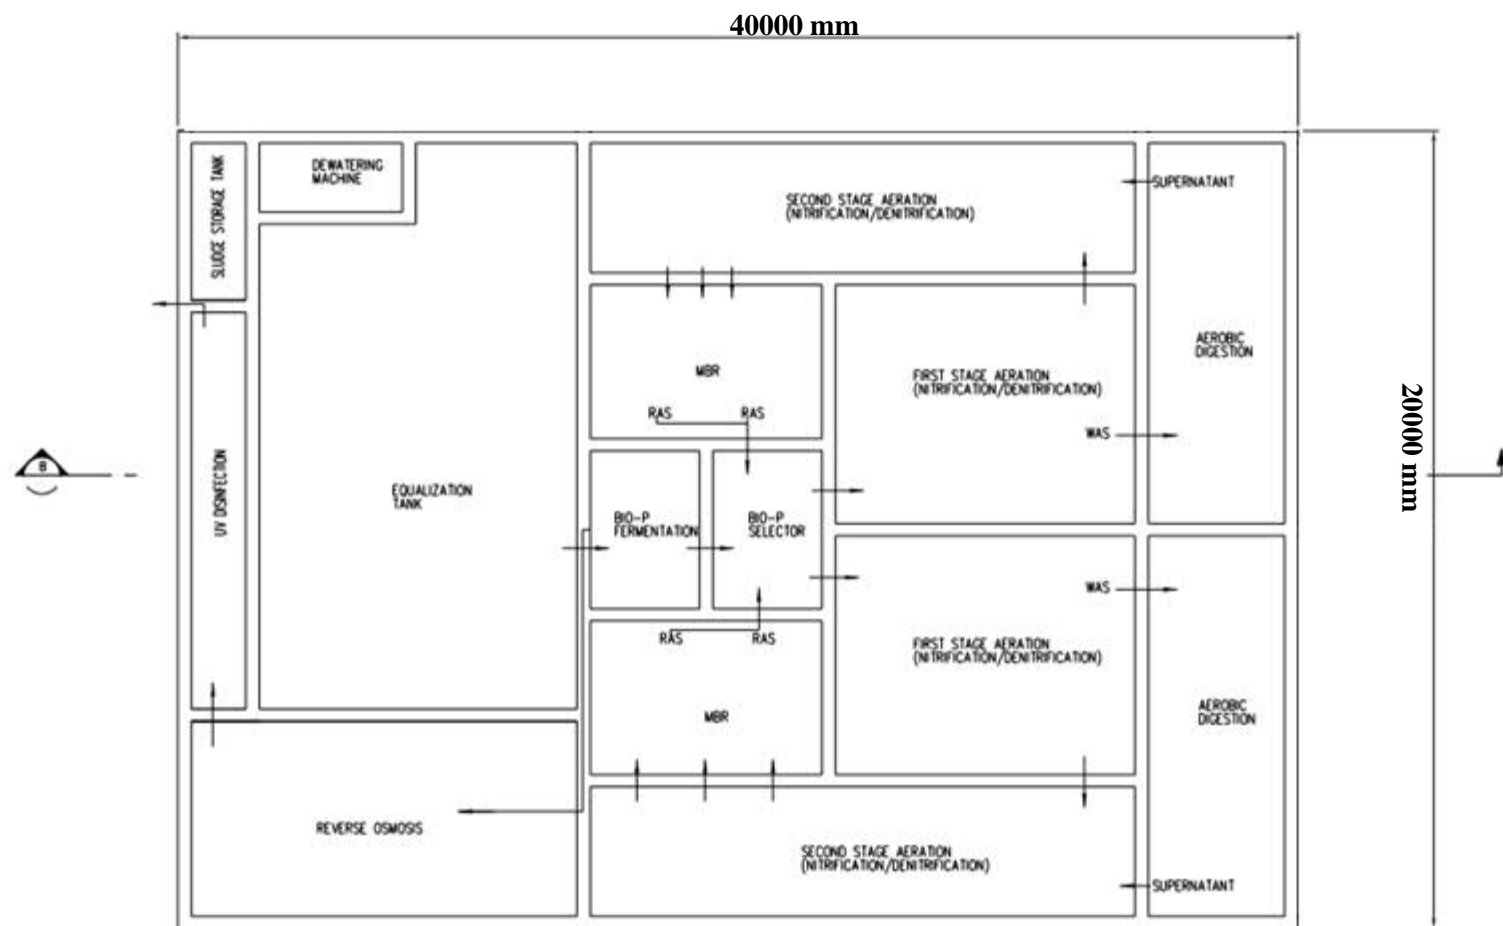 40000 mm
SLUDGE STORAGE TANK
DEWATERING
MACHINE
SECOND STAGE AERATION
(NITRIFICATION/DENITRIFICATION)
SUPERNATANT
MBR
RAS
RAS
FIRST STAGE AERATION
(NITRIFICATION/DENITRIFICATION)
WAS
AEROBIC
DIGESTION
20000 mm
B
UV DISINFECTION
EQUALIZATION
TANK
BIO-P
FERMENTATION
BIO-P
SELECTOR
WAS
RAS
RAS
FIRST STAGE AERATION
(NITRIFICATION/DENITRIFICATION)
MBR
AEROBIC
DIGESTION
REVERSE OSMOSIS
SECOND STAGE AERATION
(NITRIFICATION/DENITRIFICATION)
SUPERNATANT